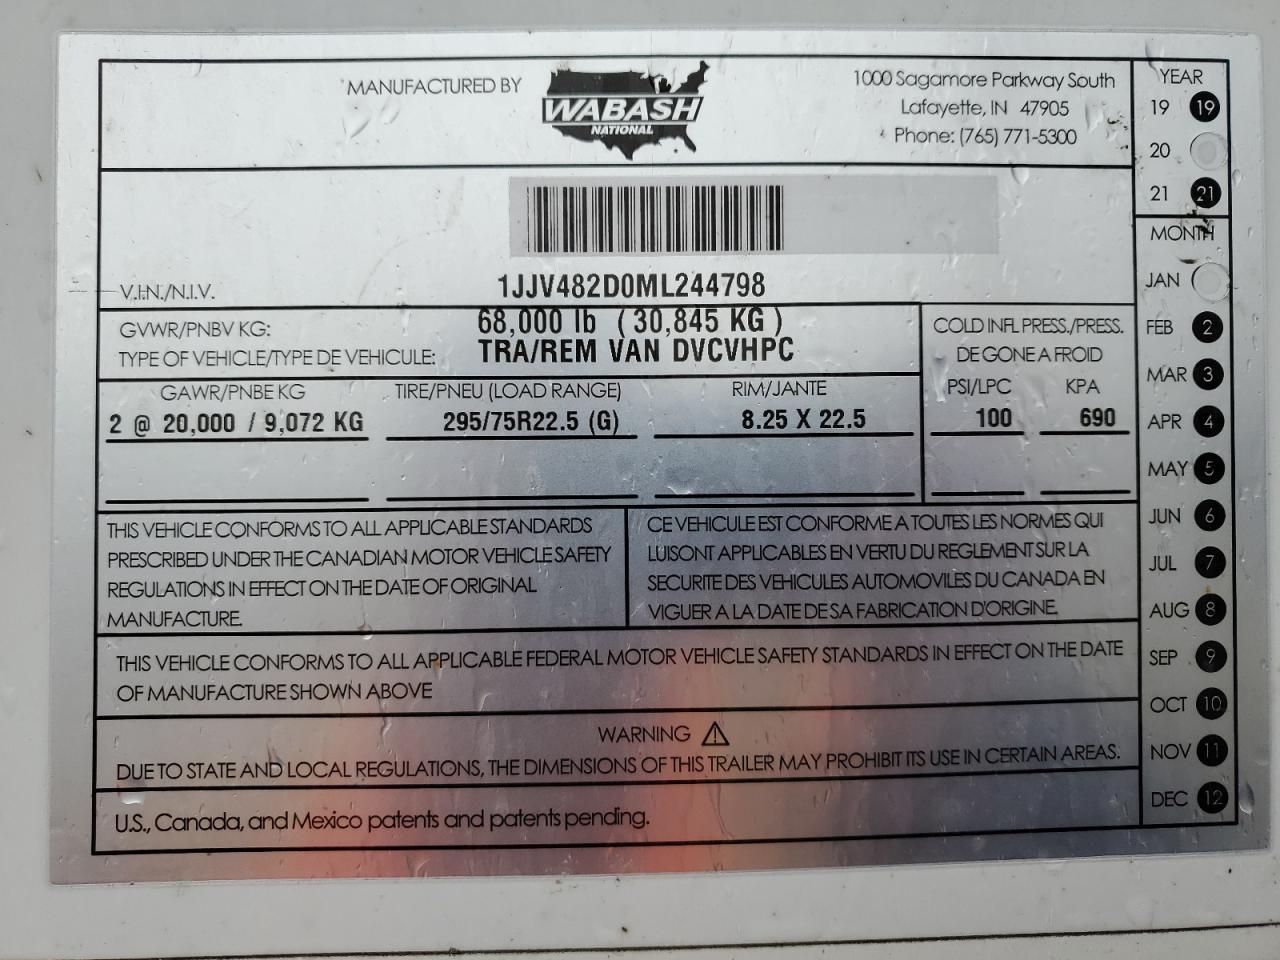 MANUFACTURED BY
WABASH
NATIONAL
1000 Sagamore Parkway South
Lafayette, IN 47905
Phone: (765) 771-5300
V.I.N./N.I.V.
1JJV482D0ML244798
GVWR/PNBV KG: 68,000 lb ( 30,845 KG )
TYPE OF VEHICLE/TYPE DE VEHICULE: TRA/REM VAN DVCVHPC
COLD INFL PRESS./PRESS.
DE GONE A FROID
GAWR/PNBE KG TIRE/PNEU (LOAD RANGE) RIM/JANTE PSI/LPC KPA
2 @ 20,000 / 9,072 KG 295/75R22.5 (G) 8.25 X 22.5 100 690
THIS VEHICLE CONFORMS TO ALL APPLICABLE STANDARDS
PRESCRIBED UNDER THE CANADIAN MOTOR VEHICLE SAFETY
REGULATIONS IN EFFECT ON THE DATE OF ORIGINAL
MANUFACTURE.
CE VEHICULE EST CONFORME A TOUTES LES NORMES QUI
LUISONT APPLICABLES EN VERTU DU REGLEMENT SUR LA
SECURITE DES VEHICULES AUTOMOVILES DU CANADA EN
VIGUER A LA DATE DE SA FABRICATION D'ORIGINE.
THIS VEHICLE CONFORMS TO ALL APPLICABLE FEDERAL MOTOR VEHICLE SAFETY STANDARDS IN EFFECT ON THE DATE
OF MANUFACTURE SHOWN ABOVE
WARNING
DUE TO STATE AND LOCAL REGULATIONS, THE DIMENSIONS OF THIS TRAILER MAY PROHIBIT ITS USE IN CERTAIN AREAS.
U.S., Canada, and Mexico patents and patents pending.
YEAR
19 19
20
21 21
MONTH
JAN
FEB 2
MAR 3
APR 4
MAY 5
JUN 6
JUL 7
AUG 8
SEP 9
OCT 10
NOV 11
DEC 12